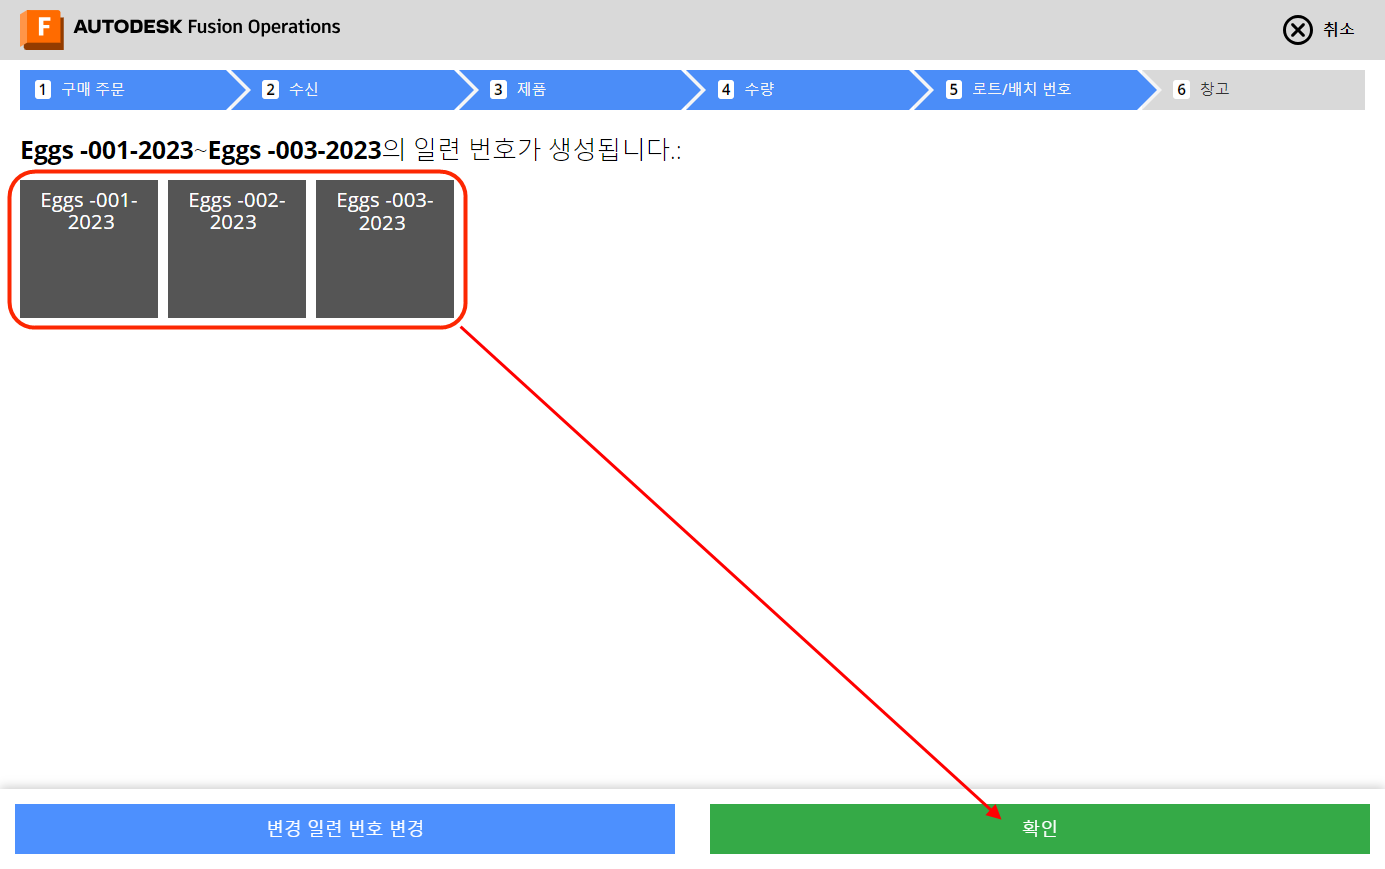 F AUTODESK Fusion Operations
취소
1 구매 주문
2 수신
3 제품
4 수량
5 로트/배치 번호
6 창고
Eggs -001-2023~Eggs -003-2023의 일련 번호가 생성됩니다.:
Eggs -001-
2023
Eggs -002-
2023
Eggs -003-
2023
변경 일련 번호 변경
확인